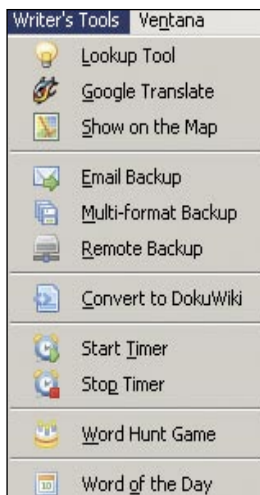 Writer's Tools Ventana
Lookup Tool
Google Translate
Show on the Map
Email Backup
Multi-format Backup
Remote Backup
Convert to DokuWiki
Start Timer
Stop Timer
Word Hunt Game
Word of the Day